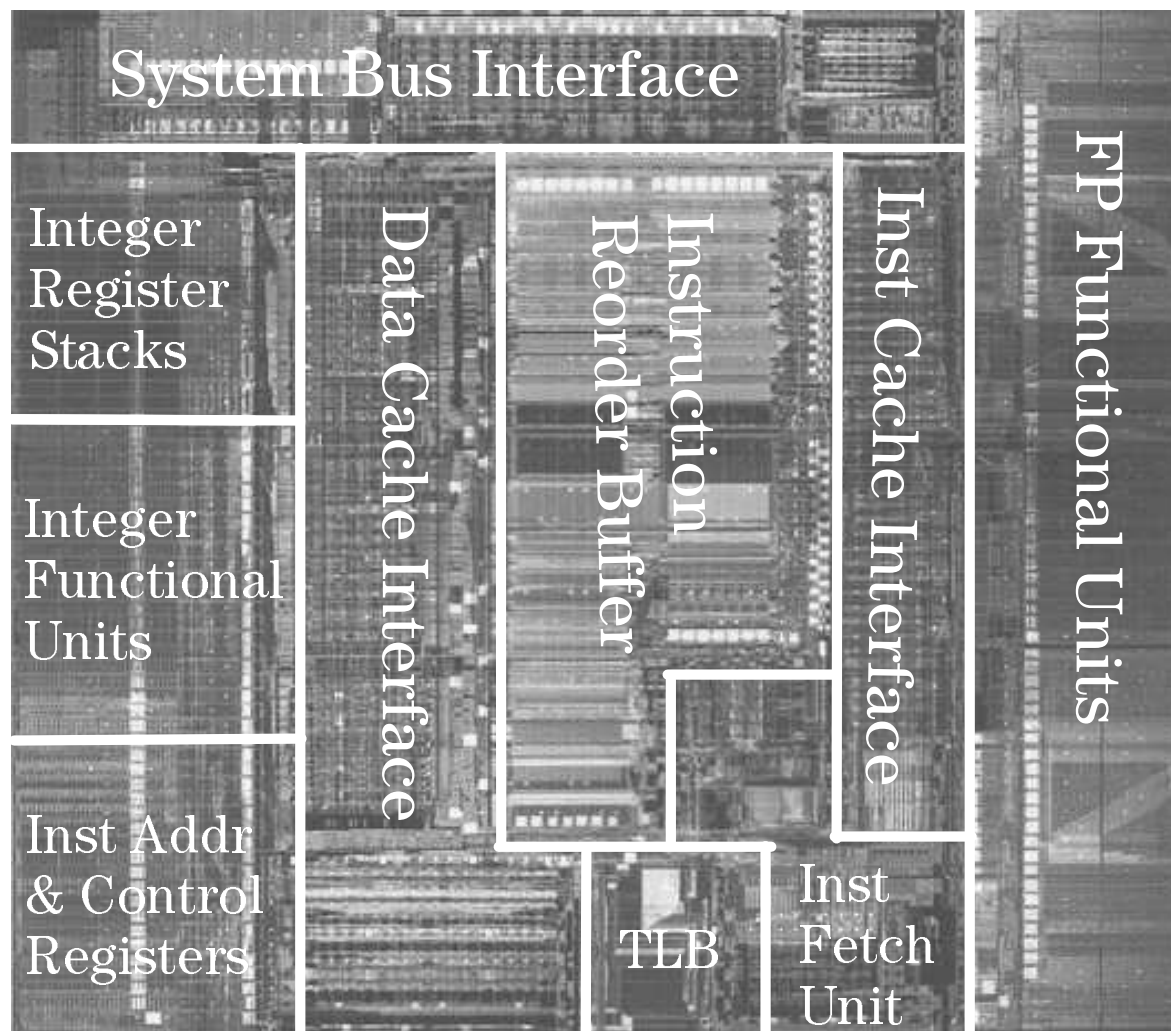 System Bus Interface
Integer
Register
Stacks
Data Cache Interface
Instruction
Reorder Buffer
Inst Cache Interface
FP Functional Units
Integer
Functional
Units
Inst Addr
& Control
Registers
TLB
Inst
Fetch
Unit